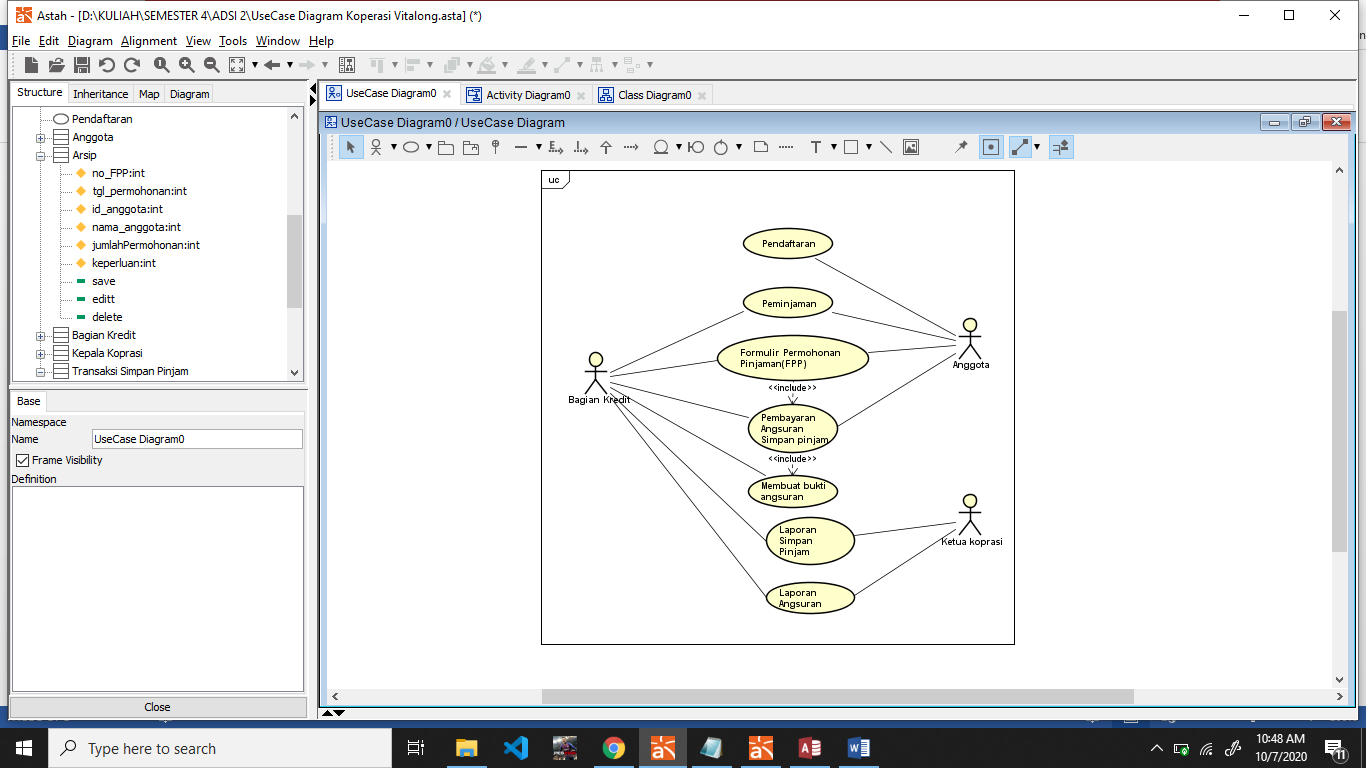 Astah - [D:\KULIAH\SEMESTER 4\ADSI 2\UseCase Diagram Koperasi Vitalong.asta] (*)
File Edit Diagram Alignment View Tools Window Help
Structure Inheritance Map Diagram
UseCase Diagram0 Activity Diagram0 Class Diagram0
Pendaftaran
Anggota
Arsip
no_FPP:int
tgl_permohonan:int
id_anggota:int
nama_anggota:int
jumlahPermohonan:int
keperluan:int
save
editt
delete
Bagian Kredit
Kepala Koprasi
Transaksi Simpan Pinjam
Base
Namespace
Name UseCase Diagram0
Frame Visibility
Definition
Close
UseCase Diagram0 / UseCase Diagram
T
uc
Pendaftaran
Peminjaman
Formulir Permohonan
Pinjaman(FPP)
<<include>>
Pembayaran
Angsuran
Simpan pinjam
<<include>>
Membuat bukti
angsuran
Laporan
Simpan
Pinjam
Laporan
Angsuran
Bagian Kredit
Anggota
Ketua koprasi
Type here to search
10:48 AM
10/7/2020
11